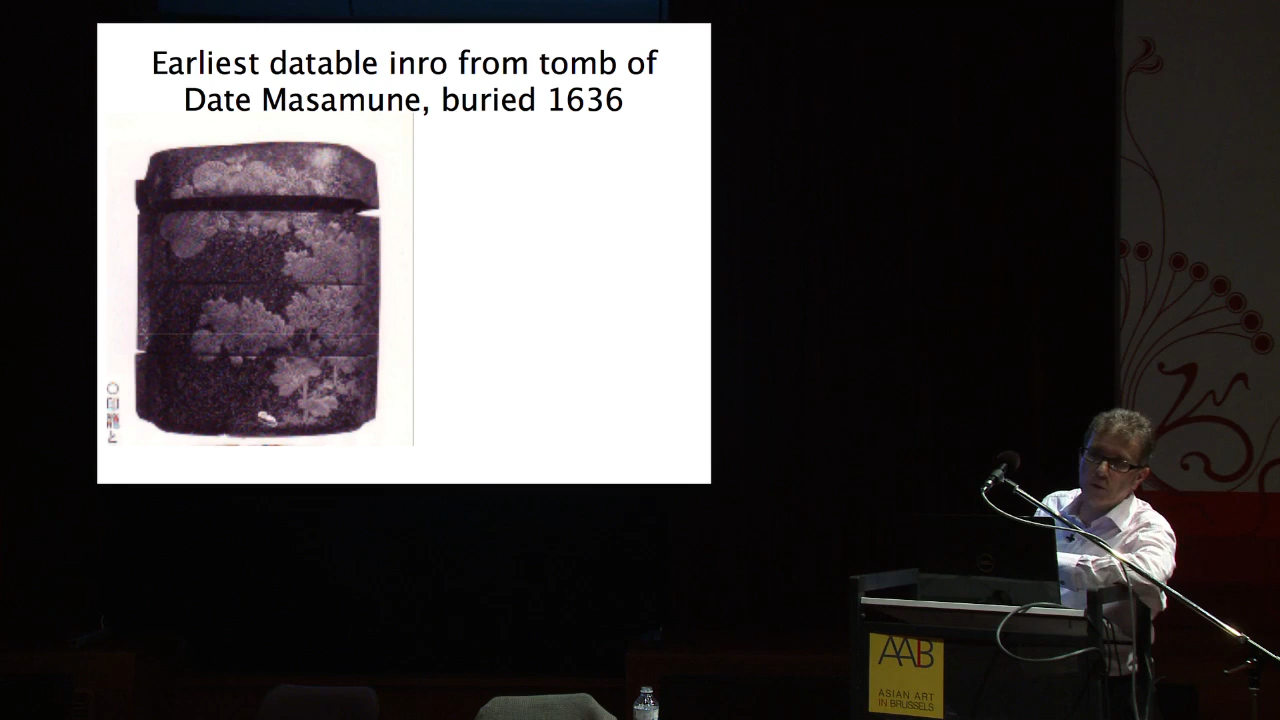 Earliest datable inro from tomb of
Date Masamune, buried 1636
AAB
ASIAN ART
IN BRUSSELS